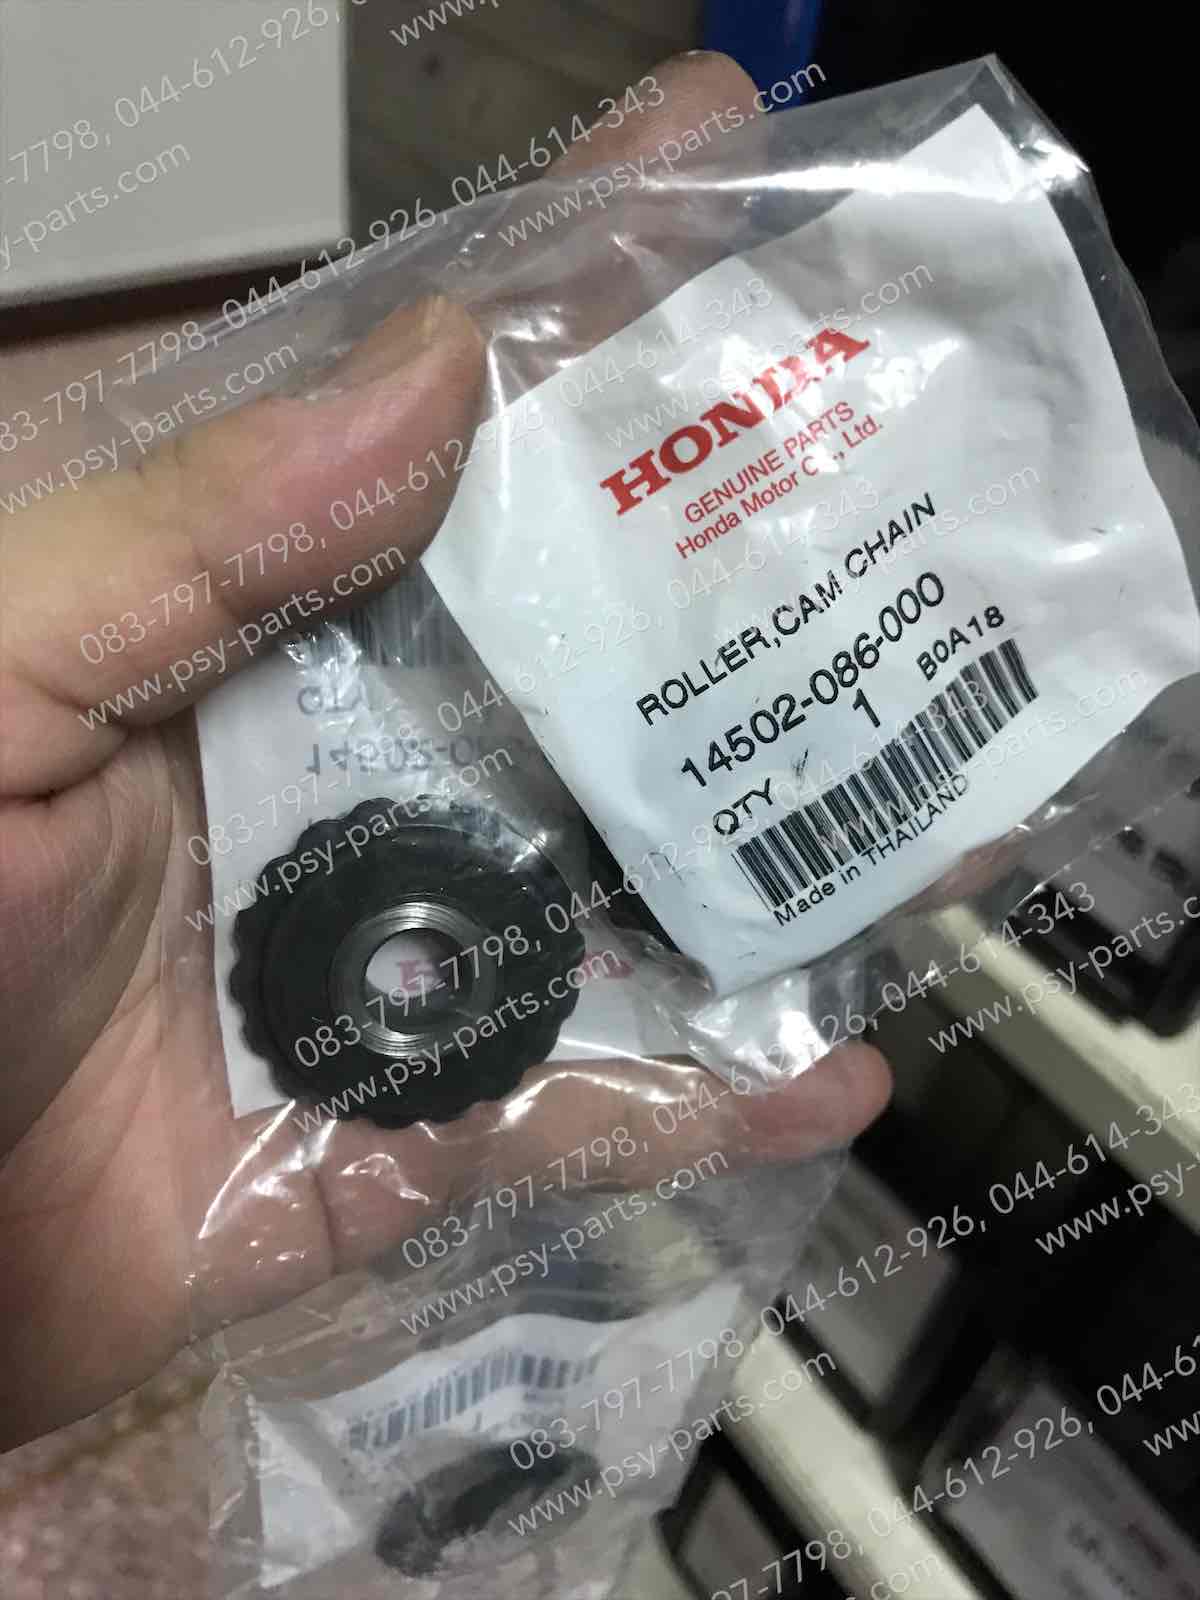 HONDA
GENUINE PARTS
Honda Motor Co., Ltd.
ROLLER,CAM CHAIN
14502-086-000
QTY 1 B0A18
Made in THAILAND
083-797-7798, 044-612-926, 044-614-343
www.psy-parts.com